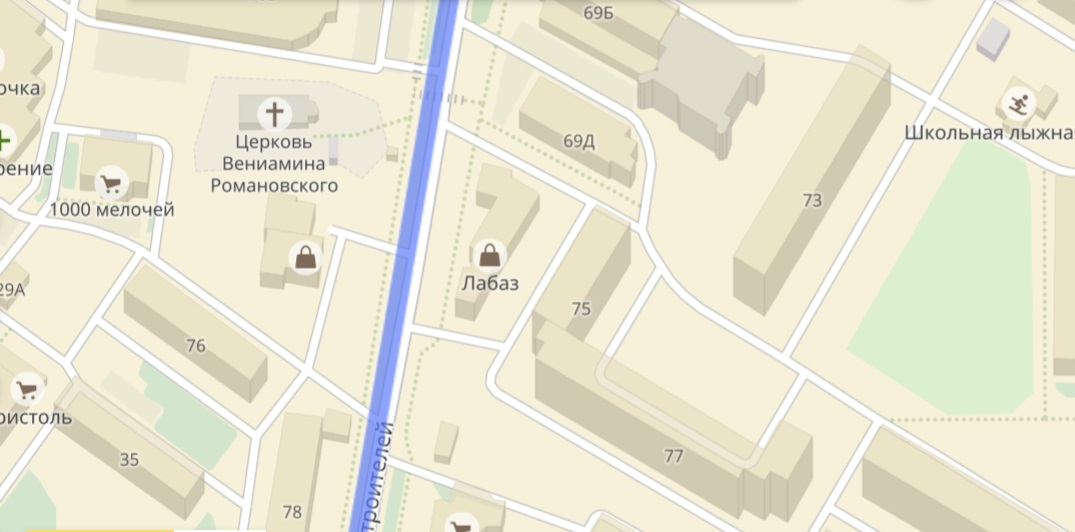 69Б
очка
Церковь
Вениамина
Романовского
69Д
Школьная лыжна
рение
1000 мелочей
73
Лабаз
29А
75
76
ристоль
троителей
35
77
78